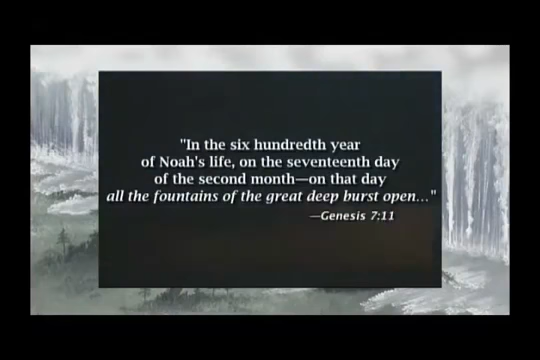 "In the six hundredth year
of Noah's life, on the seventeenth day
of the second month—on that day
all the fountains of the great deep burst open..."
—Genesis 7:11